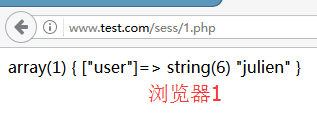 www.test.com/sess/1.php
array(1) { ["user"]=> string(6) "julien" }
浏览器1